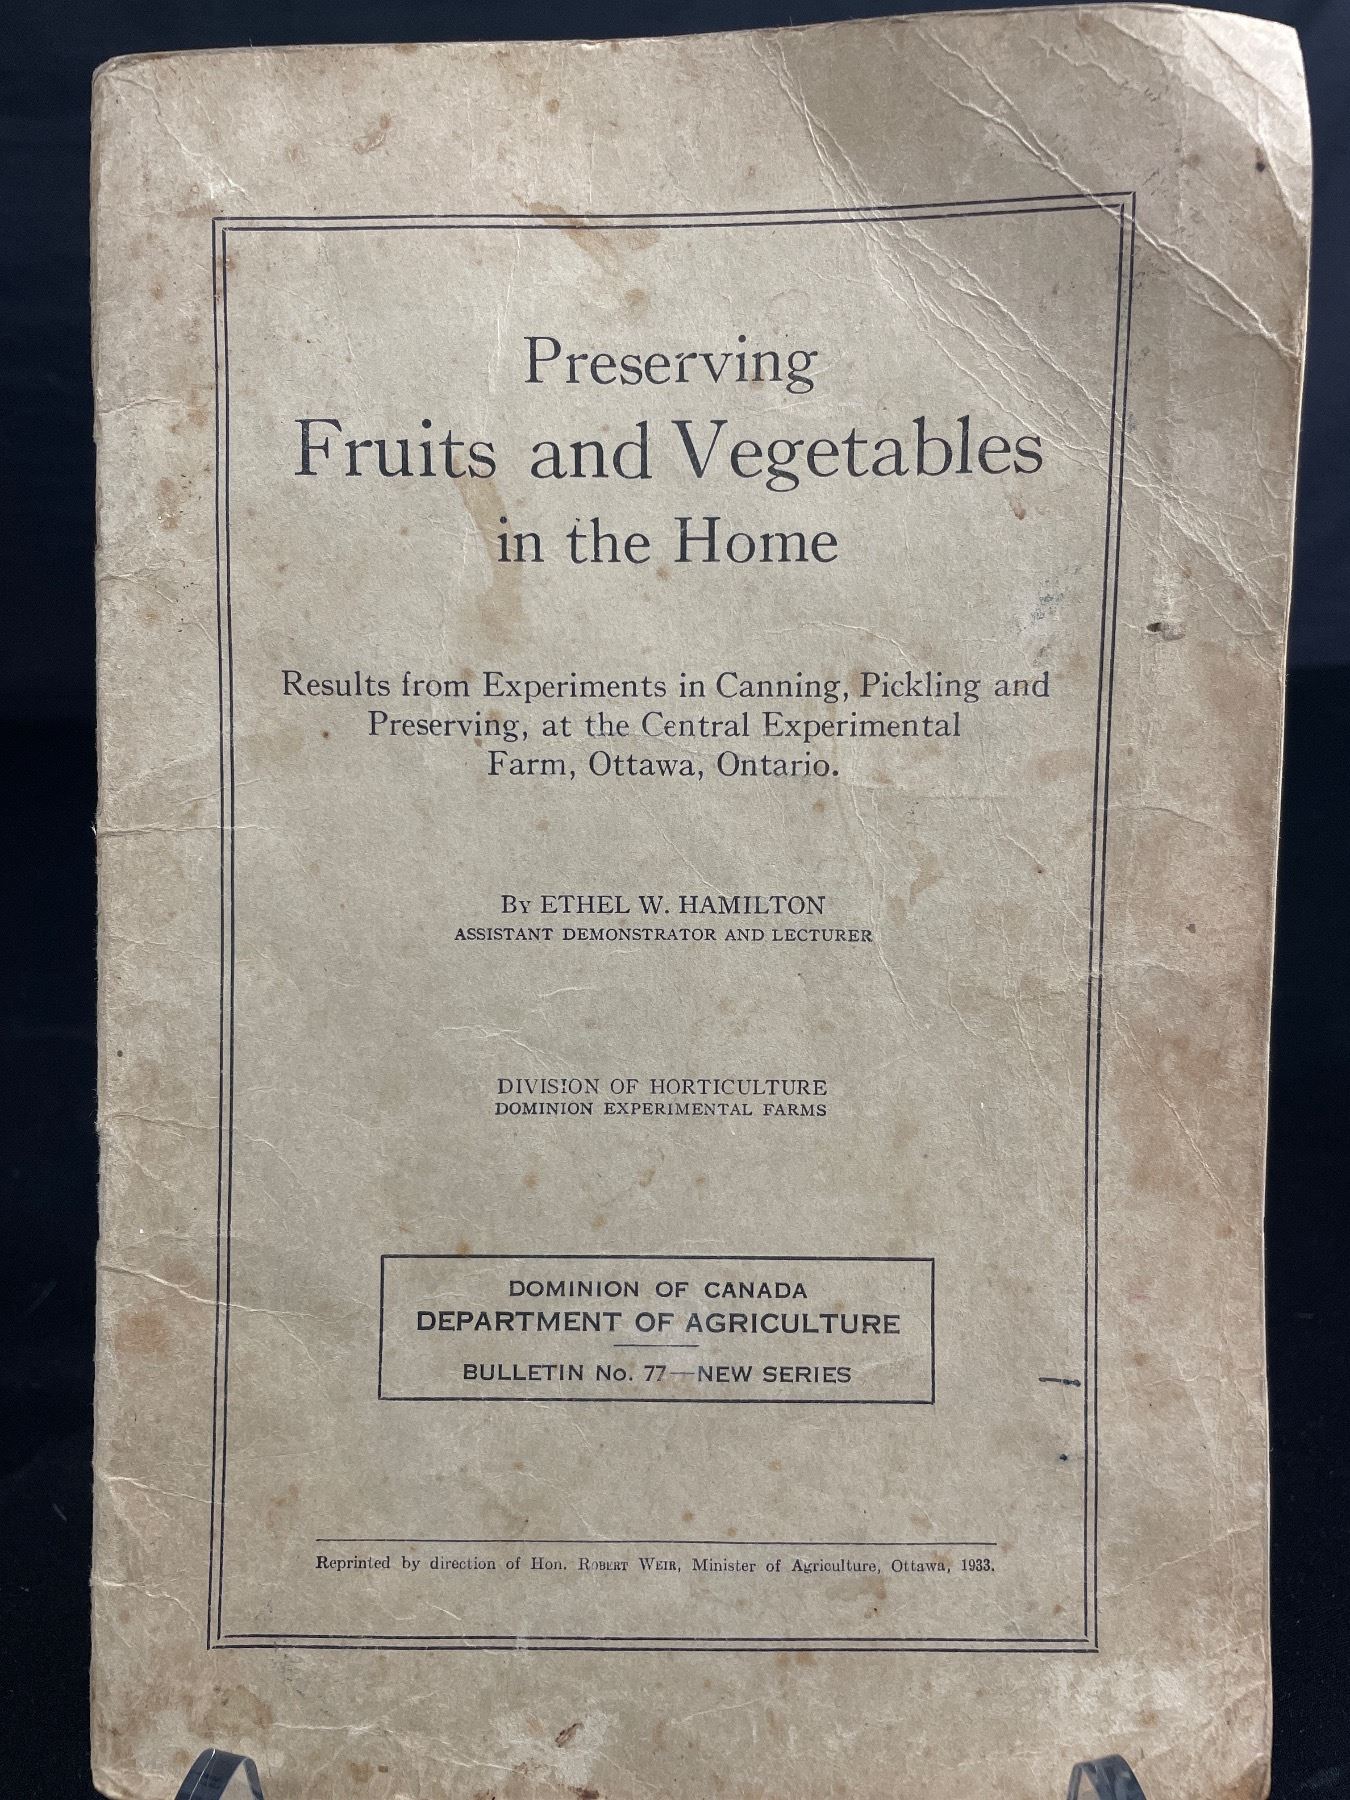 Preserving
Fruits and Vegetables
in the Home
Results from Experiments in Canning, Pickling and
Preserving, at the Central Experimental
Farm, Ottawa, Ontario.
By ETHEL W. HAMILTON
ASSISTANT DEMONSTRATOR AND LECTURER
DIVISION OF HORTICULTURE
DOMINION EXPERIMENTAL FARMS
DOMINION OF CANADA
DEPARTMENT OF AGRICULTURE
BULLETIN No. 77—NEW SERIES
Reprinted by direction of Hon. ROBERT WEIR, Minister of Agriculture, Ottawa, 1933.